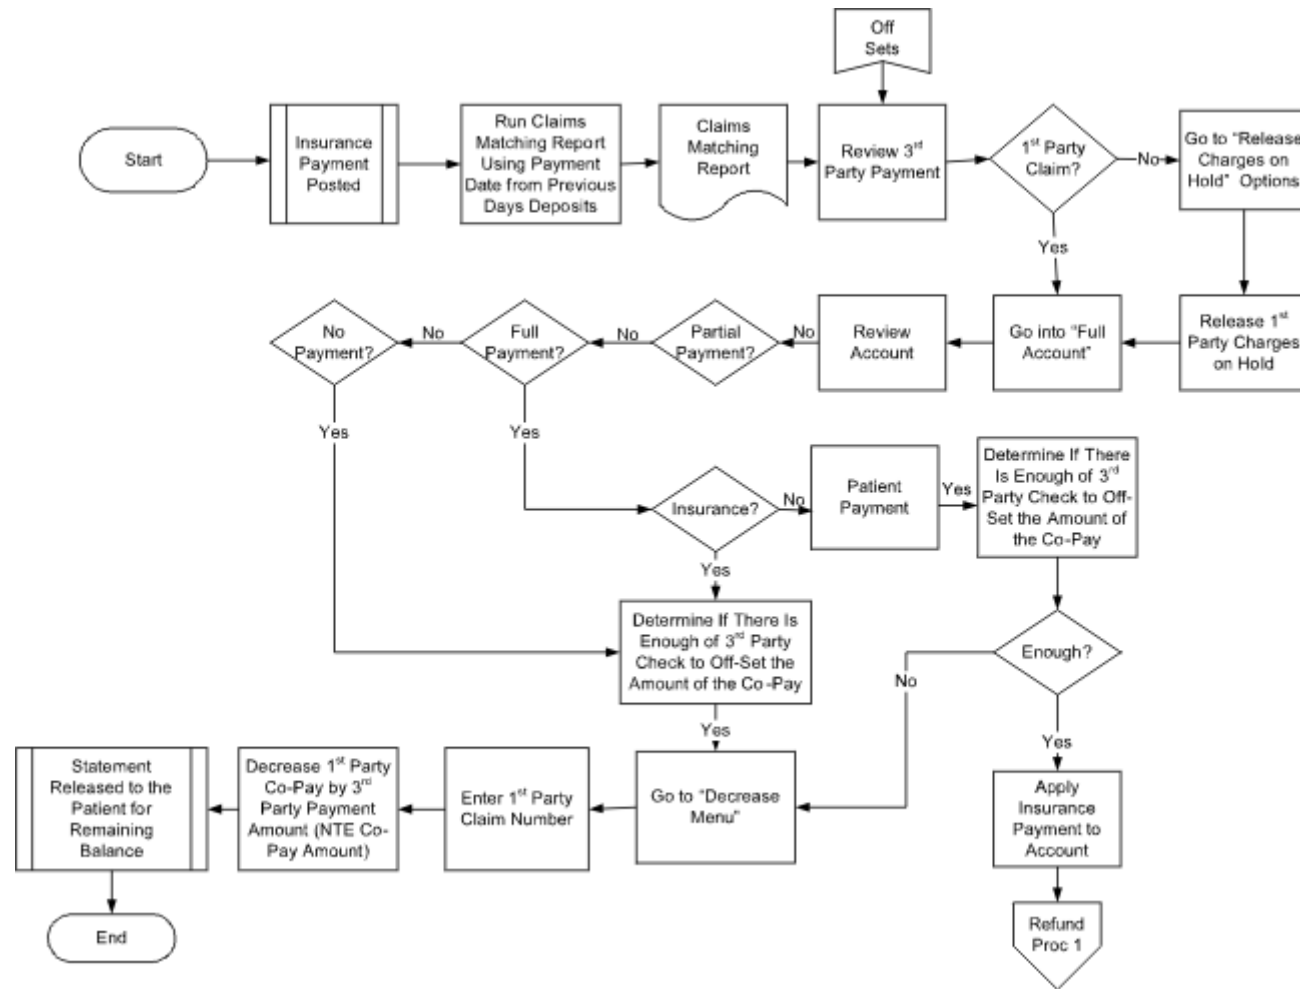 Off
Sets
Start
Insurance
Payment
Posted
Run Claims
Matching Report
Using Payment
Date from Previous
Days Deposits
Claims
Matching
Report
Review 3rd
Party Payment
1st Party
Claim?
No
Go to “Release
Charges on
Hold” Options
Yes
No
Payment?
No
Full
Payment?
No
Partial
Payment?
No
Review
Account
Go into “Full
Account”
Release 1st
Party Charges
on Hold
Yes
Yes
Insurance?
No
Patient
Payment
Yes
Determine If There
Is Enough of 3rd
Party Check to Off-
Set the Amount of
the Co-Pay
Yes
Determine If There Is
Enough of 3rd Party
Check to Off-Set the
Amount of the Co-Pay
Enough?
No
Yes
Yes
Statement
Released to the
Patient for
Remaining
Balance
Decrease 1st Party
Co-Pay by 3rd
Party Payment
Amount (NTE Co-
Pay Amount)
Enter 1st Party
Claim Number
Go to “Decrease
Menu”
Apply
Insurance
Payment to
Account
End
Refund
Proc 1